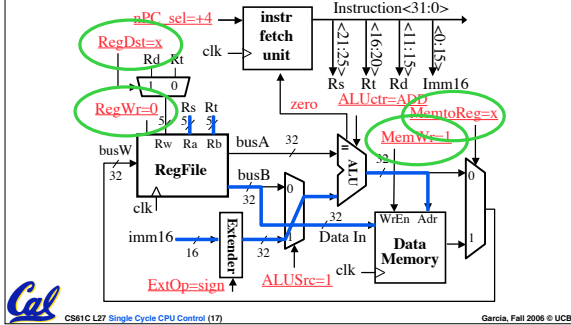 nPC_sel=+4
instr
fetch
unit
Instruction<31:0>
clk
<21:25>
<16:20>
<11:15>
<0:15>
Rs
Rt
Rd
Imm16
RegDst=x
Rd
Rt
1
0
zero
ALUctr=ADD
MemtoReg=x
RegWr=0
Rs
Rt
5
5
5
MemWr=1
busW
32
Rw
Ra
Rb
RegFile
busA
32
busB
32
=
ALU
32
0
clk
0
32
WrEn
Adr
imm16
16
Extender
32
1
Data In
Data
Memory
1
clk
ExtOp=sign
ALUSrc=1
Cal
CS61C L27 Single Cycle CPU Control (17)
Garcia, Fall 2006 © UCB